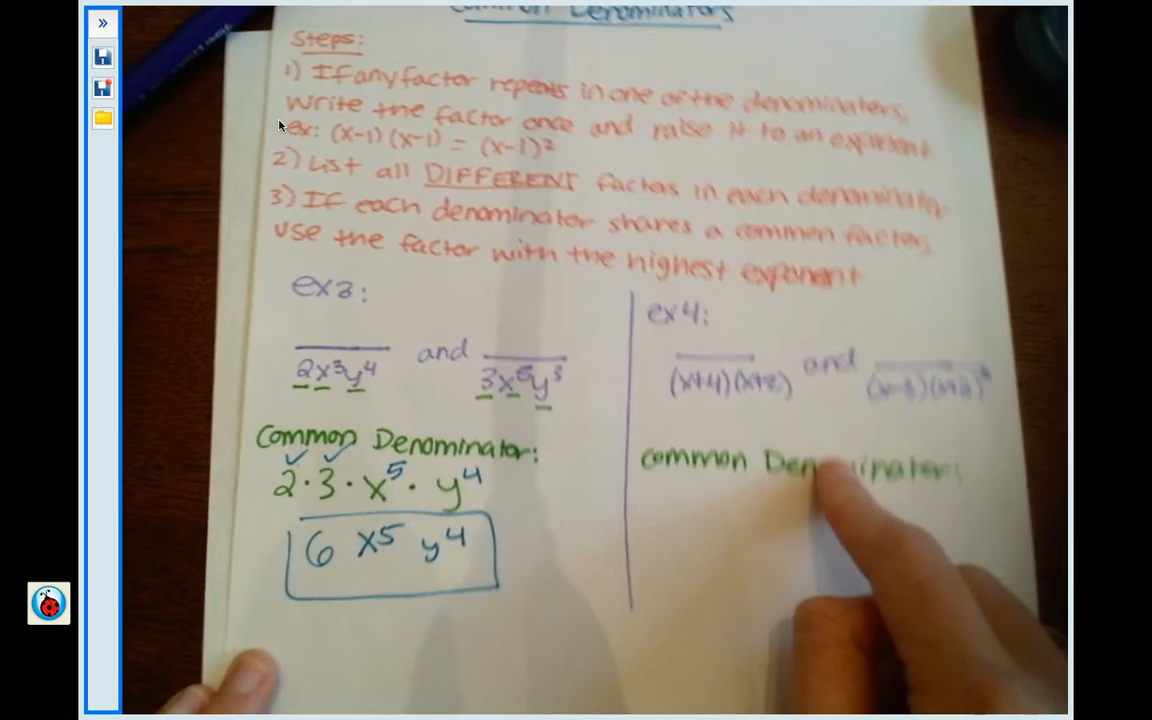 Common Denominators
Steps:
1) If any factor repeats in one of the denominators,
write the factor once and raise it to an exponent
ex: (x-1)(x-1) = (x-1)²
2) List all DIFFERENT factors in each denominator
3) If each denominator shares a common factor,
use the factor with the highest exponent
ex3:
2x³y⁴ and 3x⁵y³
Common Denominator:
2·3·x⁵·y⁴
6 x⁵ y⁴
ex4:
(x+4)(x+2) and
Common Denominator: